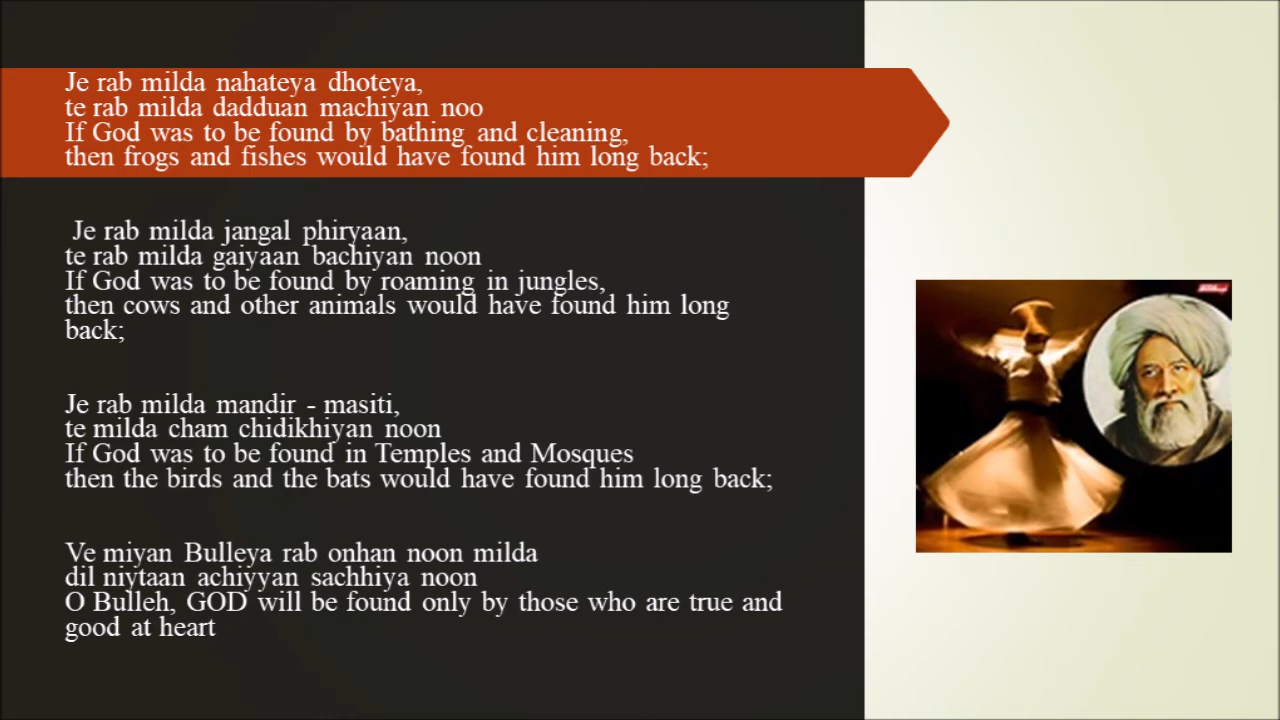 Je rab milda nahateya dhoteya,
te rab milda dadduan machiyan noo
If God was to be found by bathing and cleaning,
then frogs and fishes would have found him long back;
Je rab milda jangal phiryaan,
te rab milda gaiyaan bachiyan noon
If God was to be found by roaming in jungles,
then cows and other animals would have found him long
back;
Je rab milda mandir - masiti,
te milda cham chidikhiyan noon
If God was to be found in Temples and Mosques
then the birds and the bats would have found him long back;
Ve miyan Bulleya rab onhan noon milda
dil niytaan achiyyan sachhiya noon
O Bulleh, GOD will be found only by those who are true and
good at heart